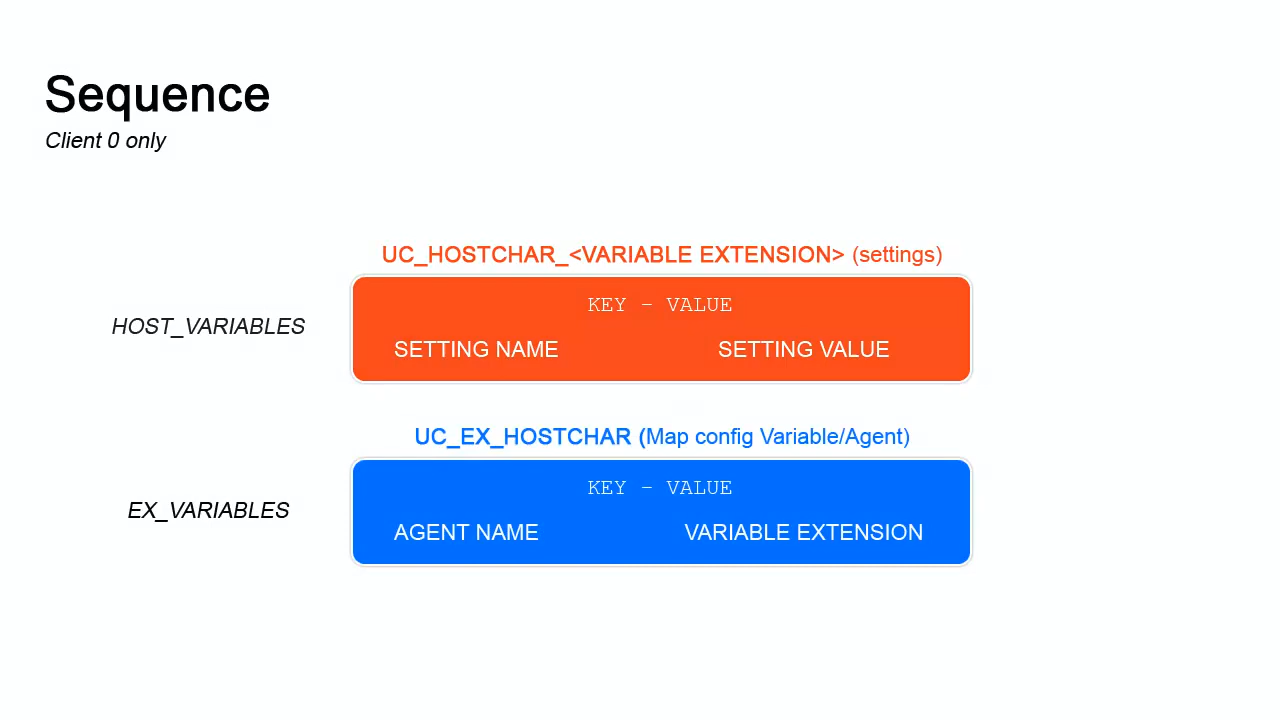 Sequence
Client 0 only
UC_HOSTCHAR_<VARIABLE EXTENSION> (settings)
KEY - VALUE
HOST_VARIABLES
SETTING NAME SETTING VALUE
UC_EX_HOSTCHAR (Map config Variable/Agent)
KEY - VALUE
EX_VARIABLES
AGENT NAME VARIABLE EXTENSION